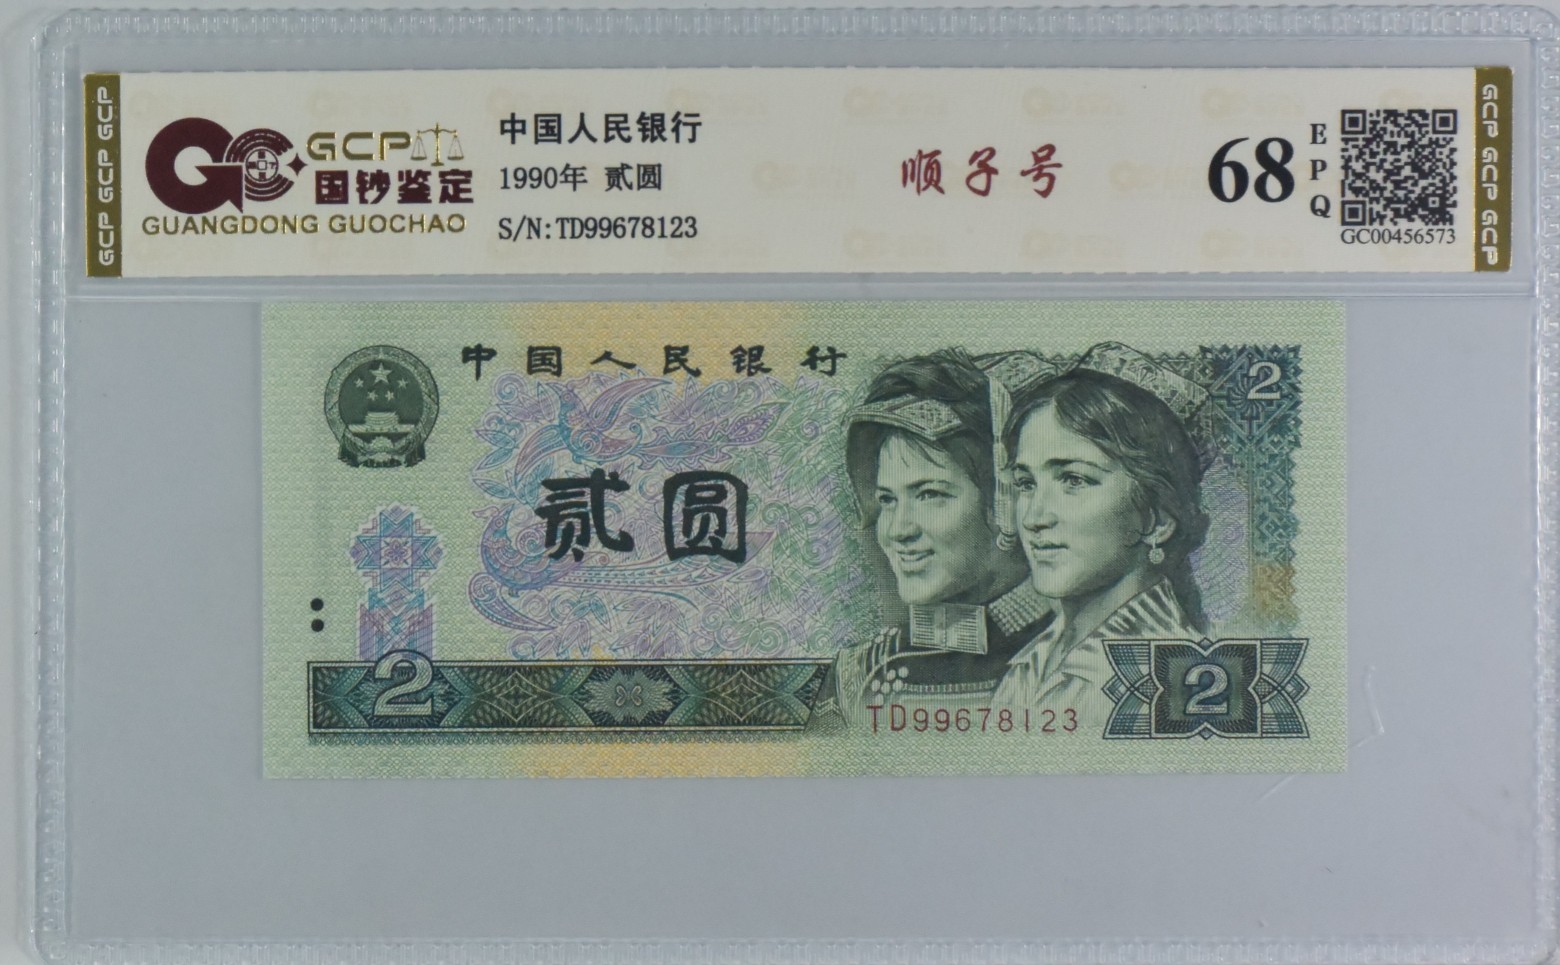 GCP GCP GCP
GCP
国钞鉴定
GUANGDONG GUOCHAO
中国人民银行
1990年 贰圆
S/N:TD99678123
顺子号
68
EPQ
GC00456573
GCP GCP GCP
中国人民银行
2
贰圆
2
2
TD99678123